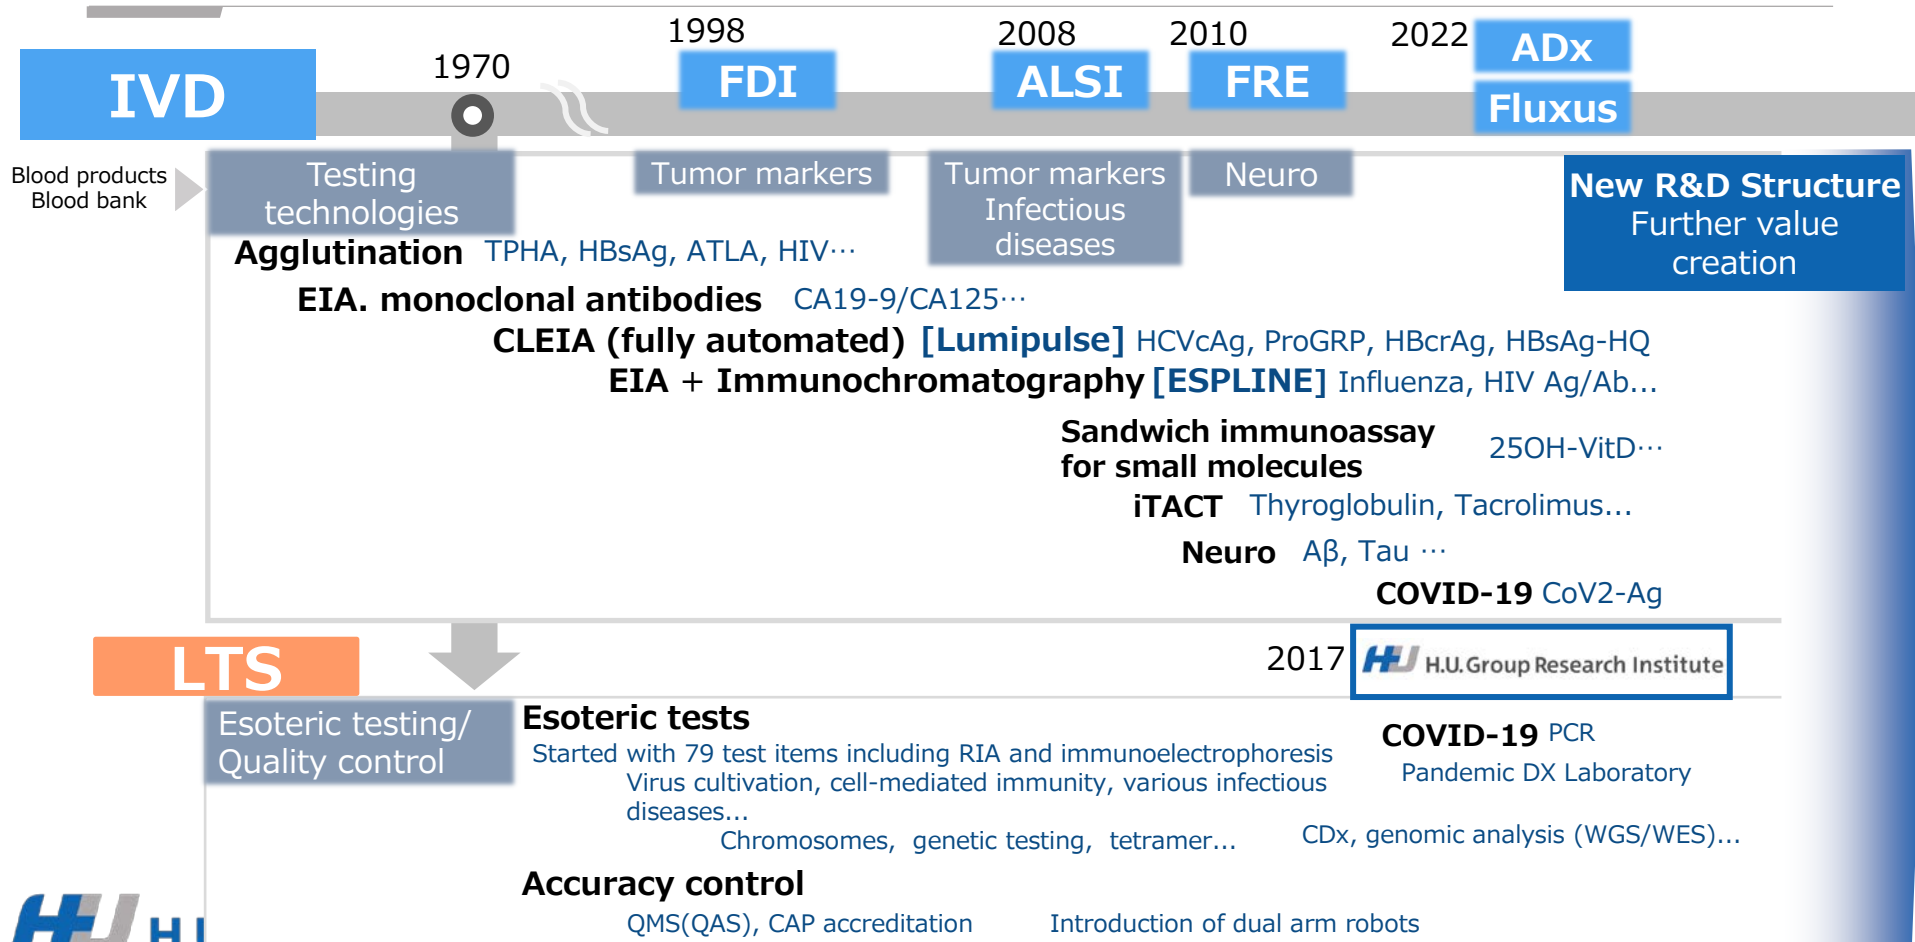 1998
2008
2010
2022
ADx
IVD
1970
FDI
ALSI
FRE
Fluxus
Blood products
Blood bank
Testing
technologies
Tumor markers
Tumor markers
Infectious
diseases
Neuro
New R&D Structure
Further value
creation
Agglutination TPHA, HBsAg, ATLA, HIV…
EIA. monoclonal antibodies CA19-9/CA125…
CLEIA (fully automated) [Lumipulse] HCVcAg, ProGRP, HBcrAg, HBsAg-HQ
EIA + Immunochromatography [ESPLINE] Influenza, HIV Ag/Ab...
Sandwich immunoassay
for small molecules
25OH-VitD…
iTACT Thyroglobulin, Tacrolimus...
Neuro Aβ, Tau …
COVID-19 CoV2-Ag
LTS
2017 HU H.U.Group Research Institute
Esoteric testing/
Quality control
Esoteric tests
Started with 79 test items including RIA and immunoelectrophoresis
Virus cultivation, cell-mediated immunity, various infectious
diseases...
Chromosomes, genetic testing, tetramer...
COVID-19 PCR
Pandemic DX Laboratory
CDx, genomic analysis (WGS/WES)...
Accuracy control
QMS(QAS), CAP accreditation
Introduction of dual arm robots
HU